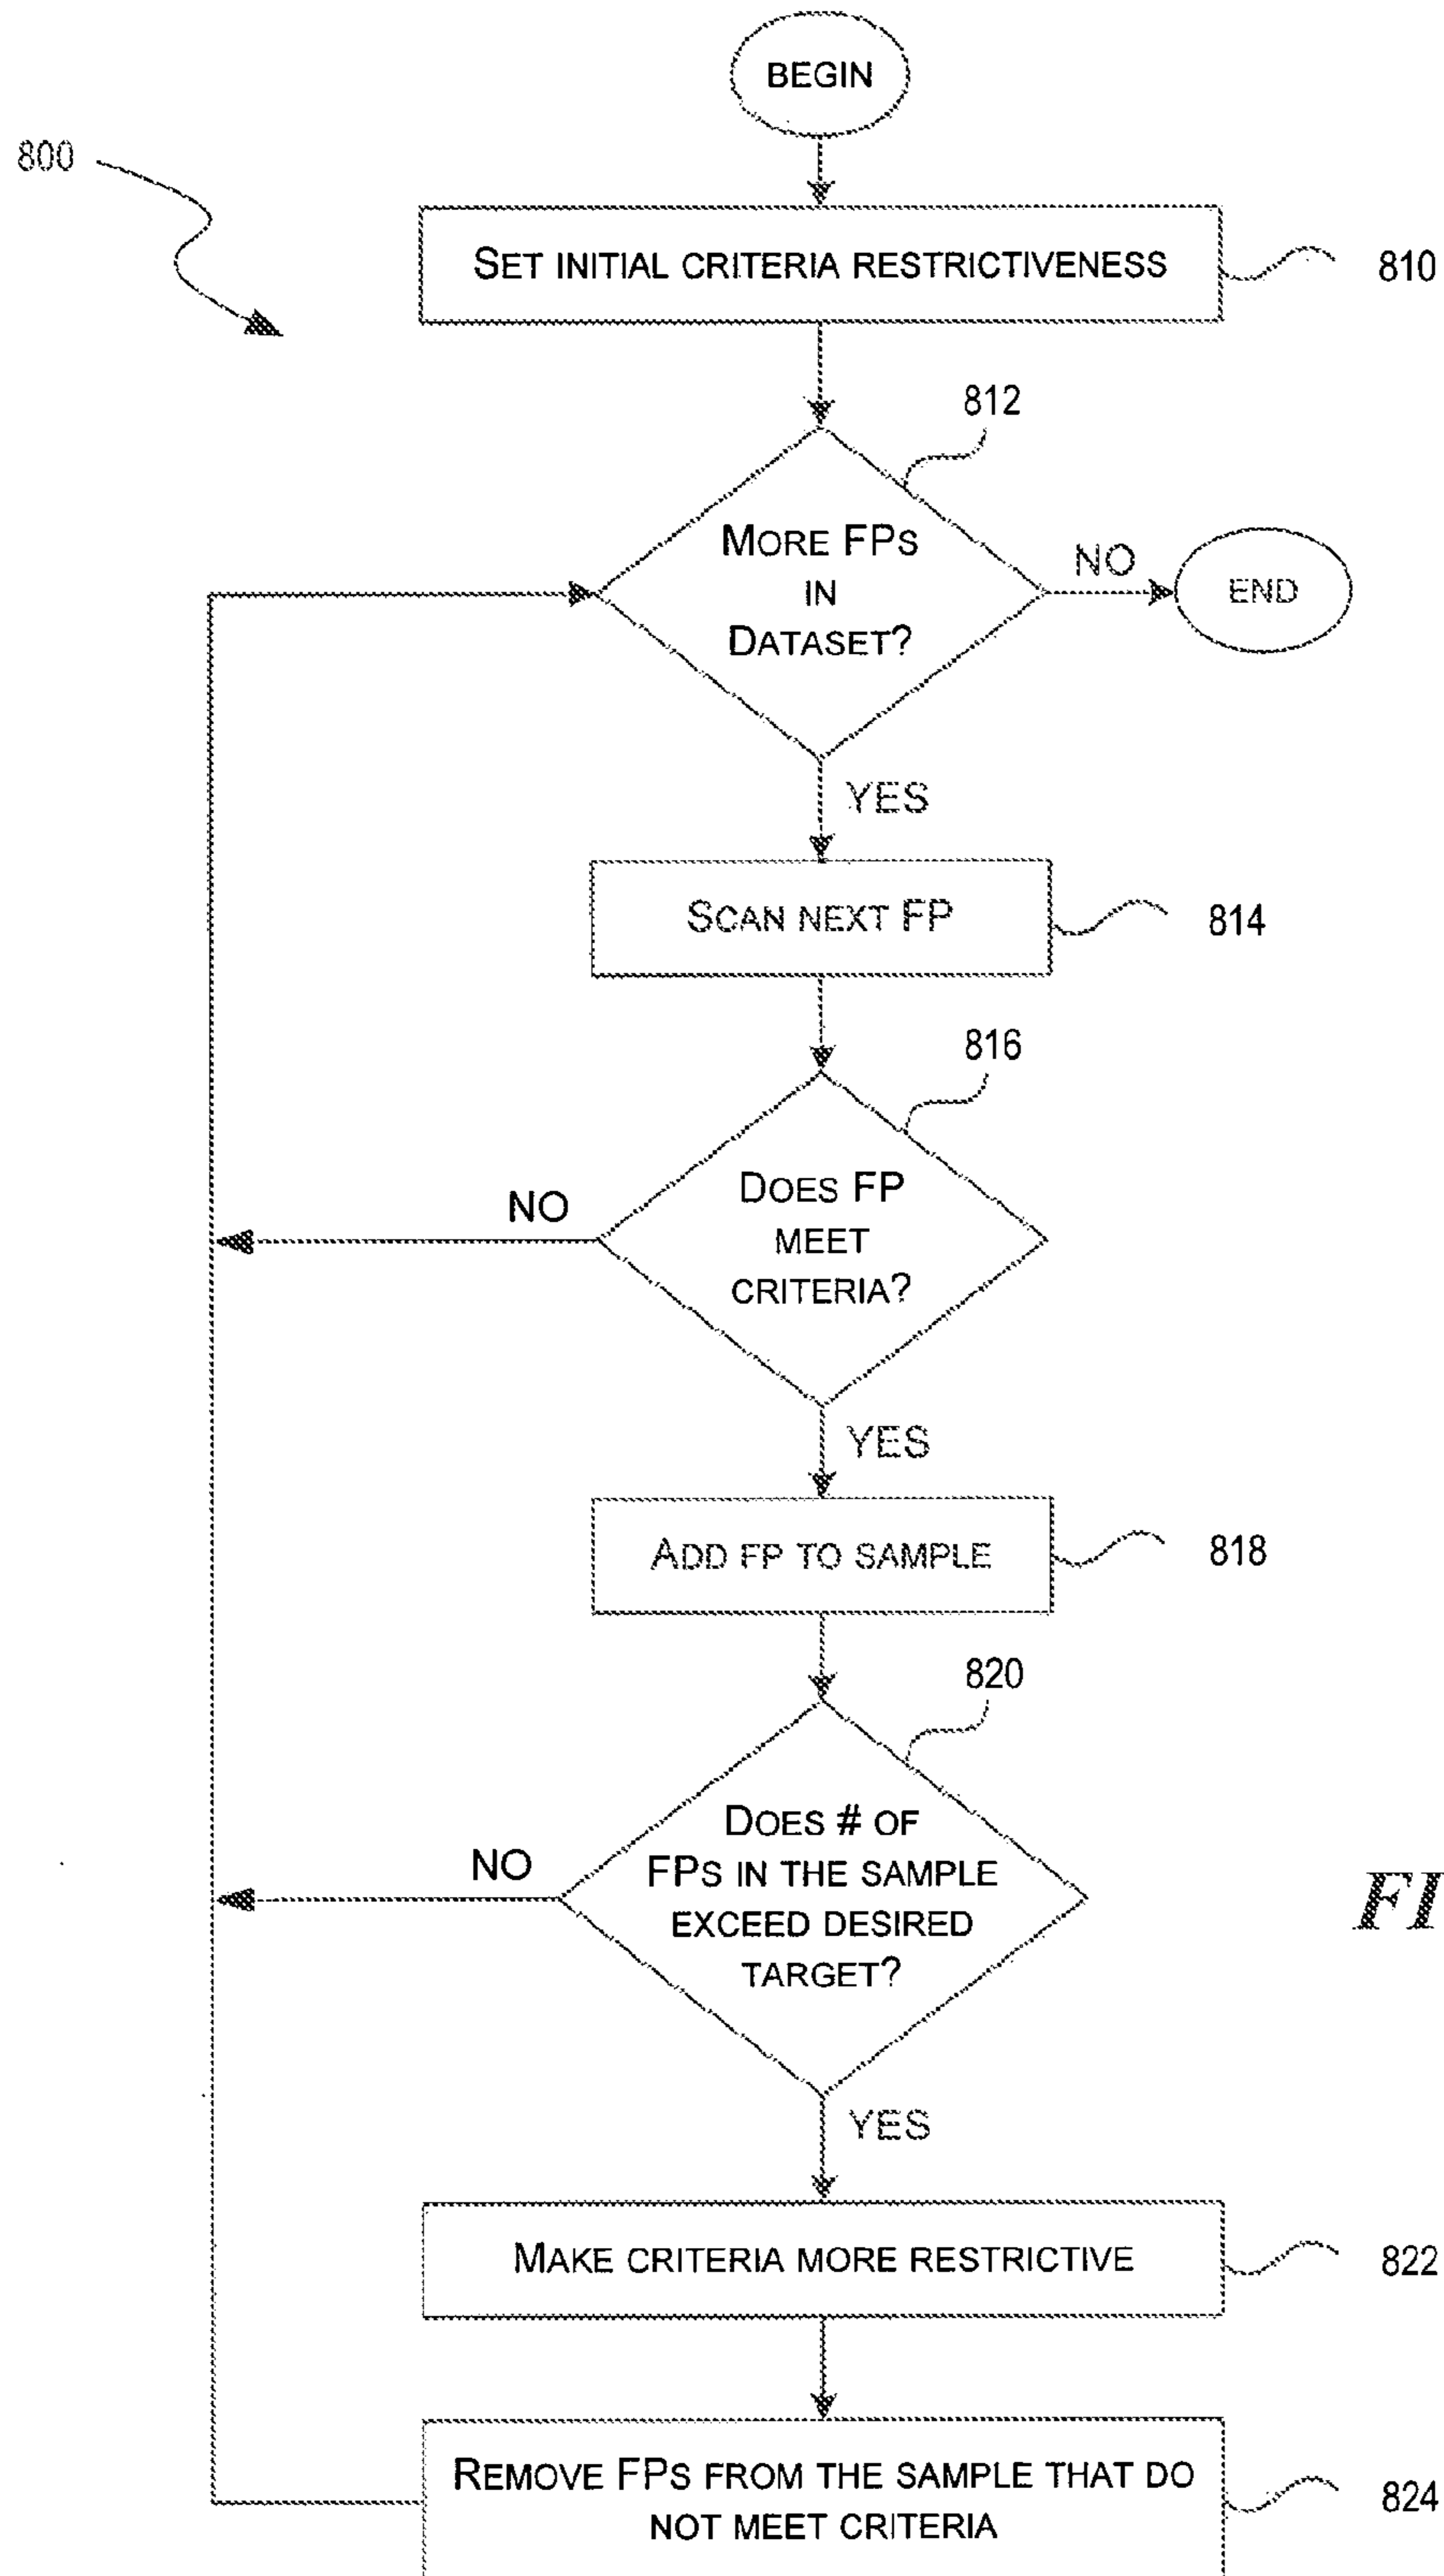 BEGIN
800
SET INITIAL CRITERIA RESTRICTIVENESS
810
812
MORE FPS
IN
DATASET?
NO
END
YES
SCAN NEXT FP
814
816
DOES FP
MEET
CRITERIA?
NO
YES
ADD FP TO SAMPLE
818
820
DOES # OF
FPS IN THE SAMPLE
EXCEED DESIRED
TARGET?
NO
FI
YES
MAKE CRITERIA MORE RESTRICTIVE
822
REMOVE FPS FROM THE SAMPLE THAT DO
NOT MEET CRITERIA
824